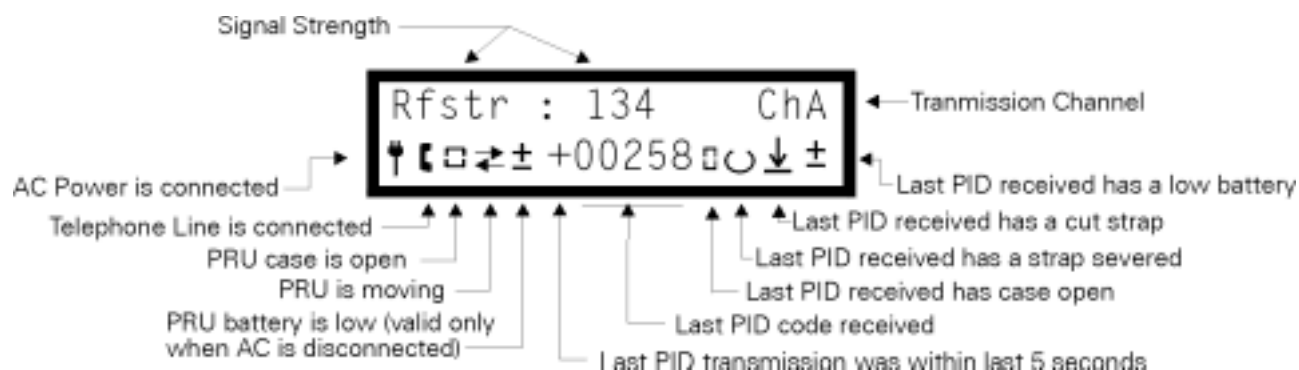 Signal Strength
Rfstr : 134 ChA
Tranmission Channel
+00258 ±
AC Power is connected
Last PID received has a low battery
Telephone Line is connected
Last PID received has a cut strap
PRU case is open
Last PID received has a strap severed
PRU is moving
Last PID received has case open
PRU battery is low (valid only
when AC is disconnected)
Last PID code received
Last PID transmission was within last 5 seconds